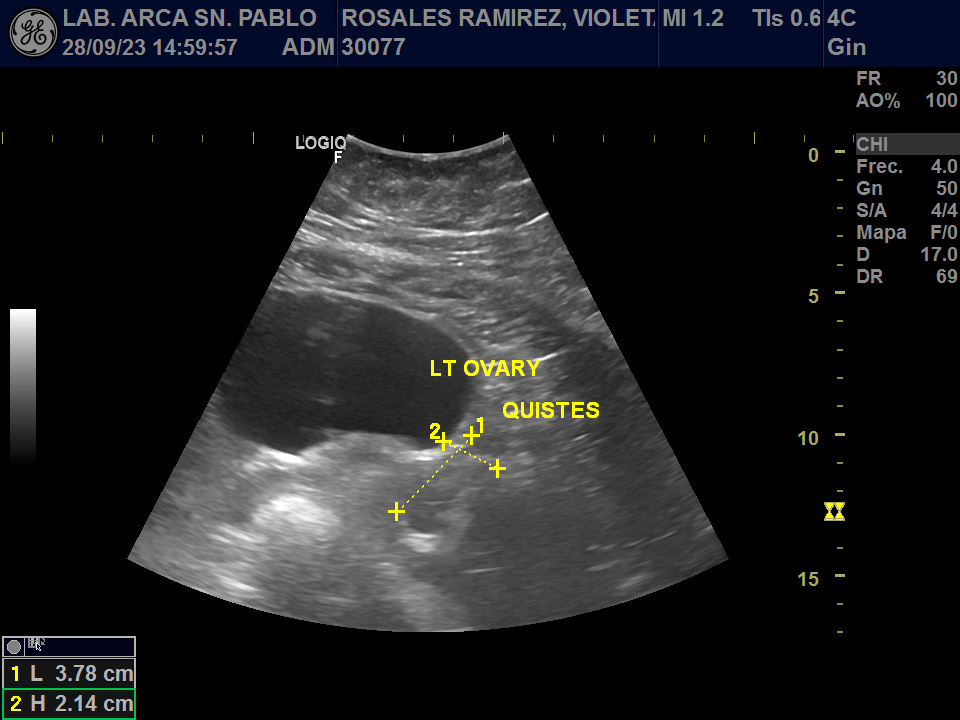 LAB. ARCA SN. PABLO
28/09/23 14:59:57 ADM
ROSALES RAMIREZ, VIOLET
30077
MI 1.2 TIs 0.6
4C
Gin
FR 30
AO% 100
CHI
Frec. 4.0
Gn 50
S/A 4/4
Mapa F/0
D 17.0
DR 69
LOGIQ
F
0
5
10
15
LT OVARY
QUISTES
2 1
1 L 3.78 cm
2 H 2.14 cm